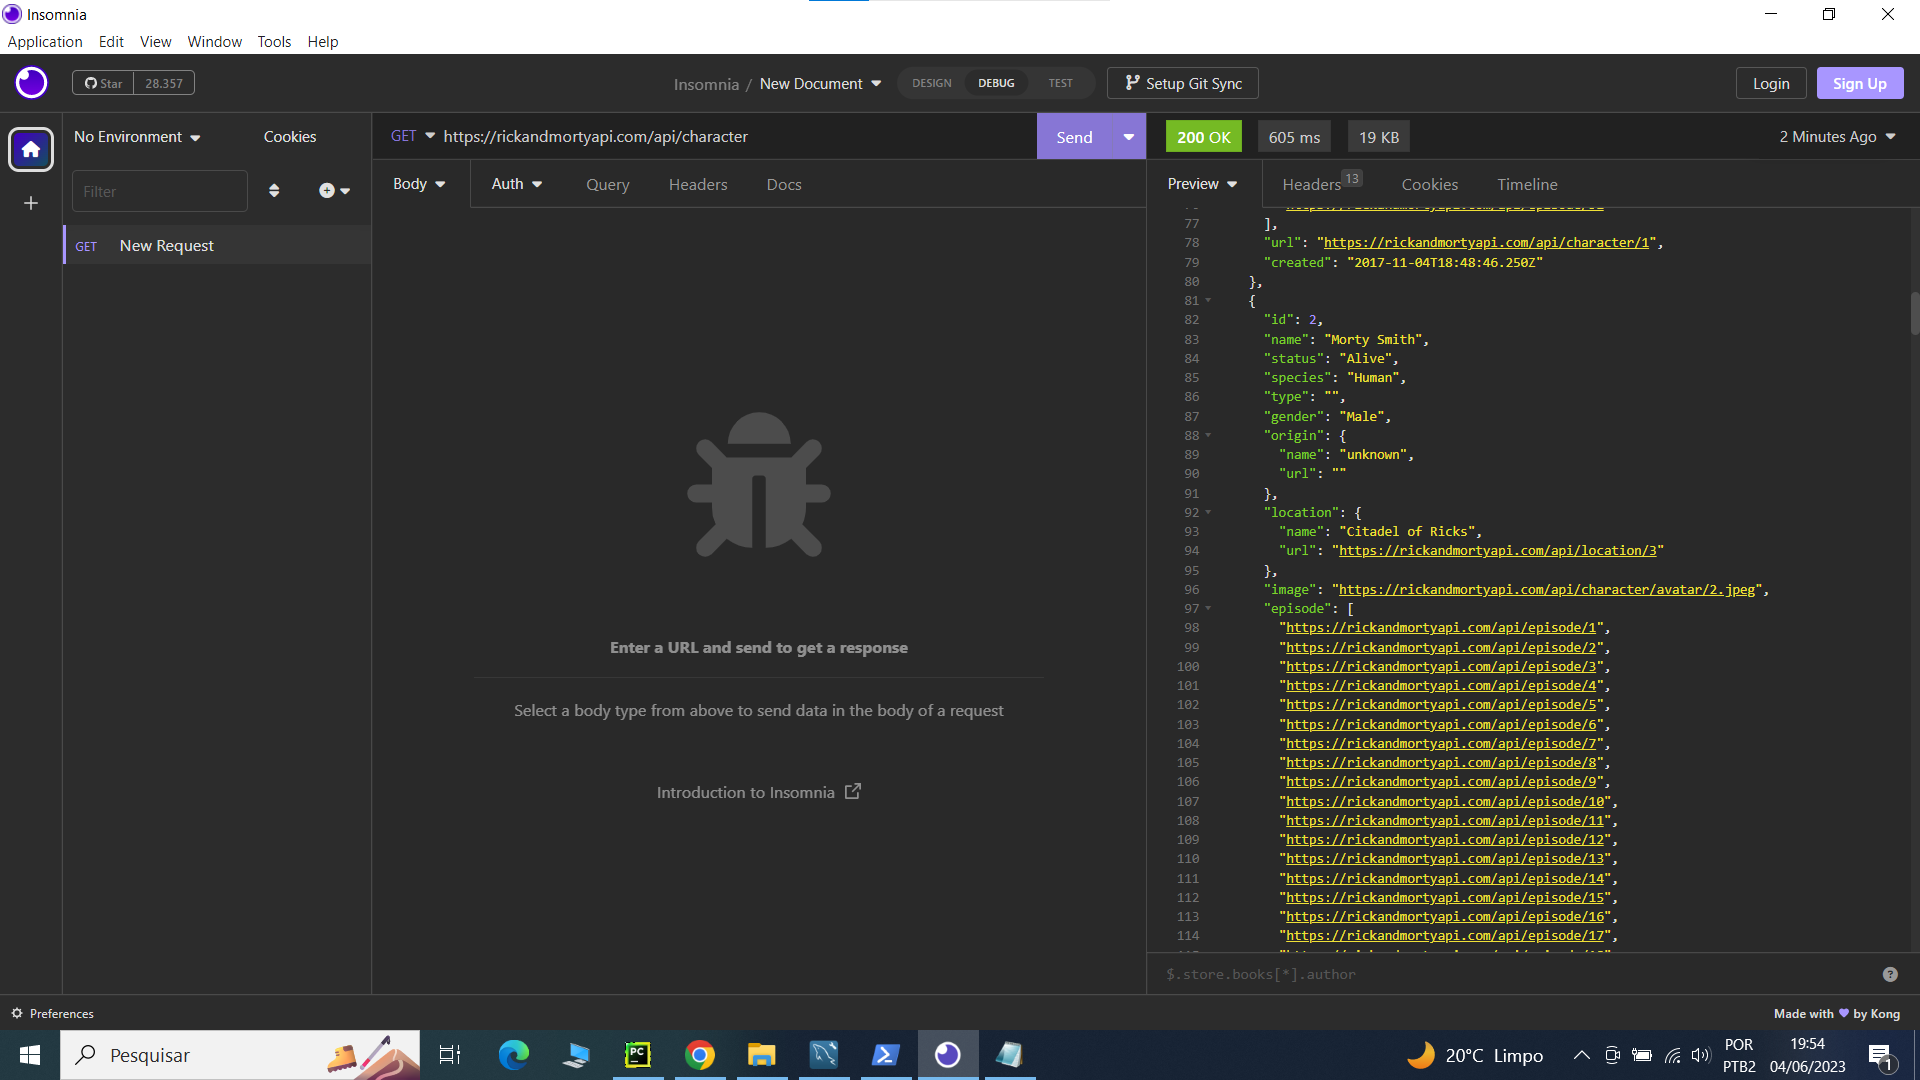 Insomnia
Application Edit View Window Tools Help
Star 28.357
Insomnia / New Document
DESIGN DEBUG TEST
Setup Git Sync
Login
Sign Up
No Environment
Cookies
GET https://rickandmortyapi.com/api/character
Send
200 OK
605 ms
19 KB
2 Minutes Ago
Filter
Body Auth Query Headers Docs
Preview Headers 13 Cookies Timeline
GET New Request
Enter a URL and send to get a response
Select a body type from above to send data in the body of a request
Introduction to Insomnia
77 ],
78 "url": "https://rickandmortyapi.com/api/character/1",
79 "created": "2017-11-04T18:48:46.250Z"
80 },
81 {
82 "id": 2,
83 "name": "Morty Smith",
84 "status": "Alive",
85 "species": "Human",
86 "type": "",
87 "gender": "Male",
88 "origin": {
89 "name": "unknown",
90 "url": ""
91 },
92 "location": {
93 "name": "Citadel of Ricks",
94 "url": "https://rickandmortyapi.com/api/location/3"
95 },
96 "image": "https://rickandmortyapi.com/api/character/avatar/2.jpeg",
97 "episode": [
98 "https://rickandmortyapi.com/api/episode/1",
99 "https://rickandmortyapi.com/api/episode/2",
100 "https://rickandmortyapi.com/api/episode/3",
101 "https://rickandmortyapi.com/api/episode/4",
102 "https://rickandmortyapi.com/api/episode/5",
103 "https://rickandmortyapi.com/api/episode/6",
104 "https://rickandmortyapi.com/api/episode/7",
105 "https://rickandmortyapi.com/api/episode/8",
106 "https://rickandmortyapi.com/api/episode/9",
107 "https://rickandmortyapi.com/api/episode/10",
108 "https://rickandmortyapi.com/api/episode/11",
109 "https://rickandmortyapi.com/api/episode/12",
110 "https://rickandmortyapi.com/api/episode/13",
111 "https://rickandmortyapi.com/api/episode/14",
112 "https://rickandmortyapi.com/api/episode/15",
113 "https://rickandmortyapi.com/api/episode/16",
114 "https://rickandmortyapi.com/api/episode/17",
$.store.books[*].author
Preferences
Made with by Kong
Pesquisar
PC
20°C Limpo
POR
PTB2
19:54
04/06/2023
1